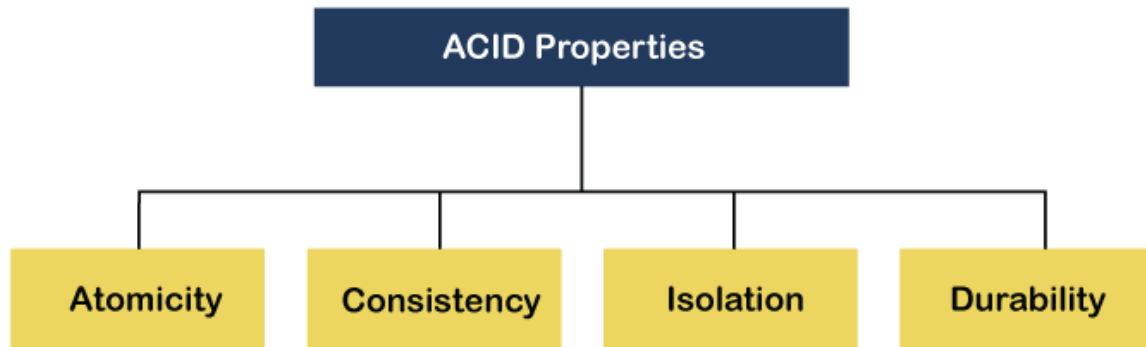 ACID Properties
Atomicity
Consistency
Isolation
Durability